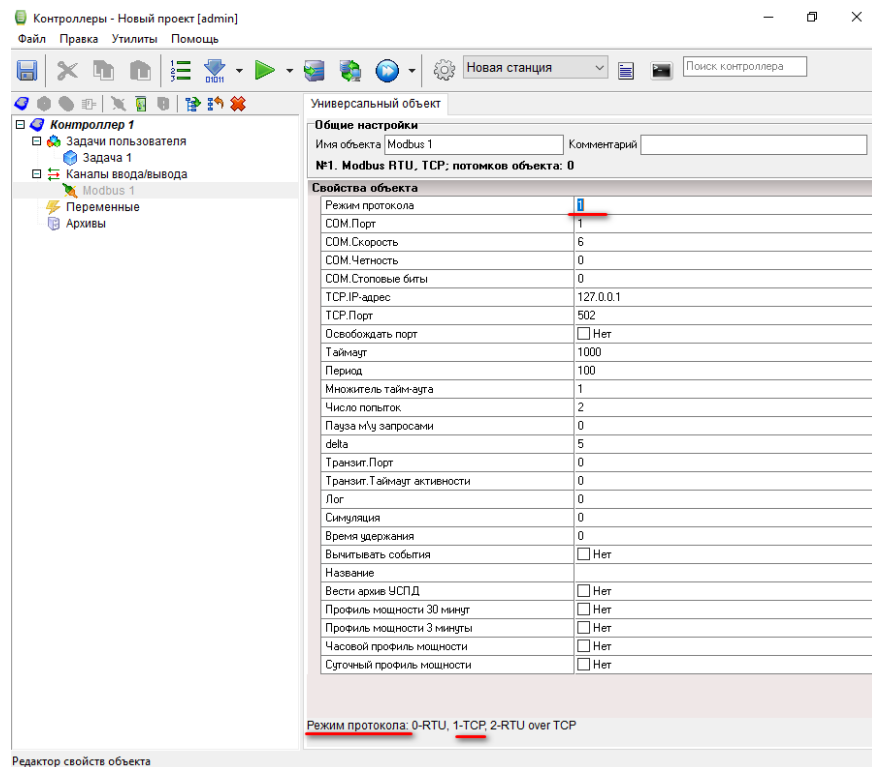 Контроллеры - Новый проект [admin]
Файл Правка Утилиты Помощь
01011 Новая станция Поиск контроллера
Универсальный объект
Контроллер 1
Задачи пользователя
Задача 1
Каналы ввода/вывода
Modbus 1
Переменные
Архивы
Общие настройки
Имя объекта Modbus 1 Комментарий
№1. Modbus RTU, TCP; потомков объекта: 0
Свойства объекта
Режим протокола 1
COM.Порт 1
COM.Скорость 6
COM.Четность 0
COM.Стоповые биты 0
TCP.IP-адрес 127.0.0.1
TCP.Порт 502
Освобождать порт Нет
Таймаут 1000
Период 100
Множитель тайм-аута 1
Число попыток 2
Пауза м\у запросами 0
delta 5
Транзит.Порт 0
Транзит.Таймаут активности 0
Лог 0
Симуляция 0
Время удержания 0
Вычитывать события Нет
Название
Вести архив УСПД Нет
Профиль мощности 30 минут Нет
Профиль мощности 3 минуты Нет
Часовой профиль мощности Нет
Суточный профиль мощности Нет
Режим протокола: 0-RTU, 1-TCP, 2-RTU over TCP
Редактор свойств объекта